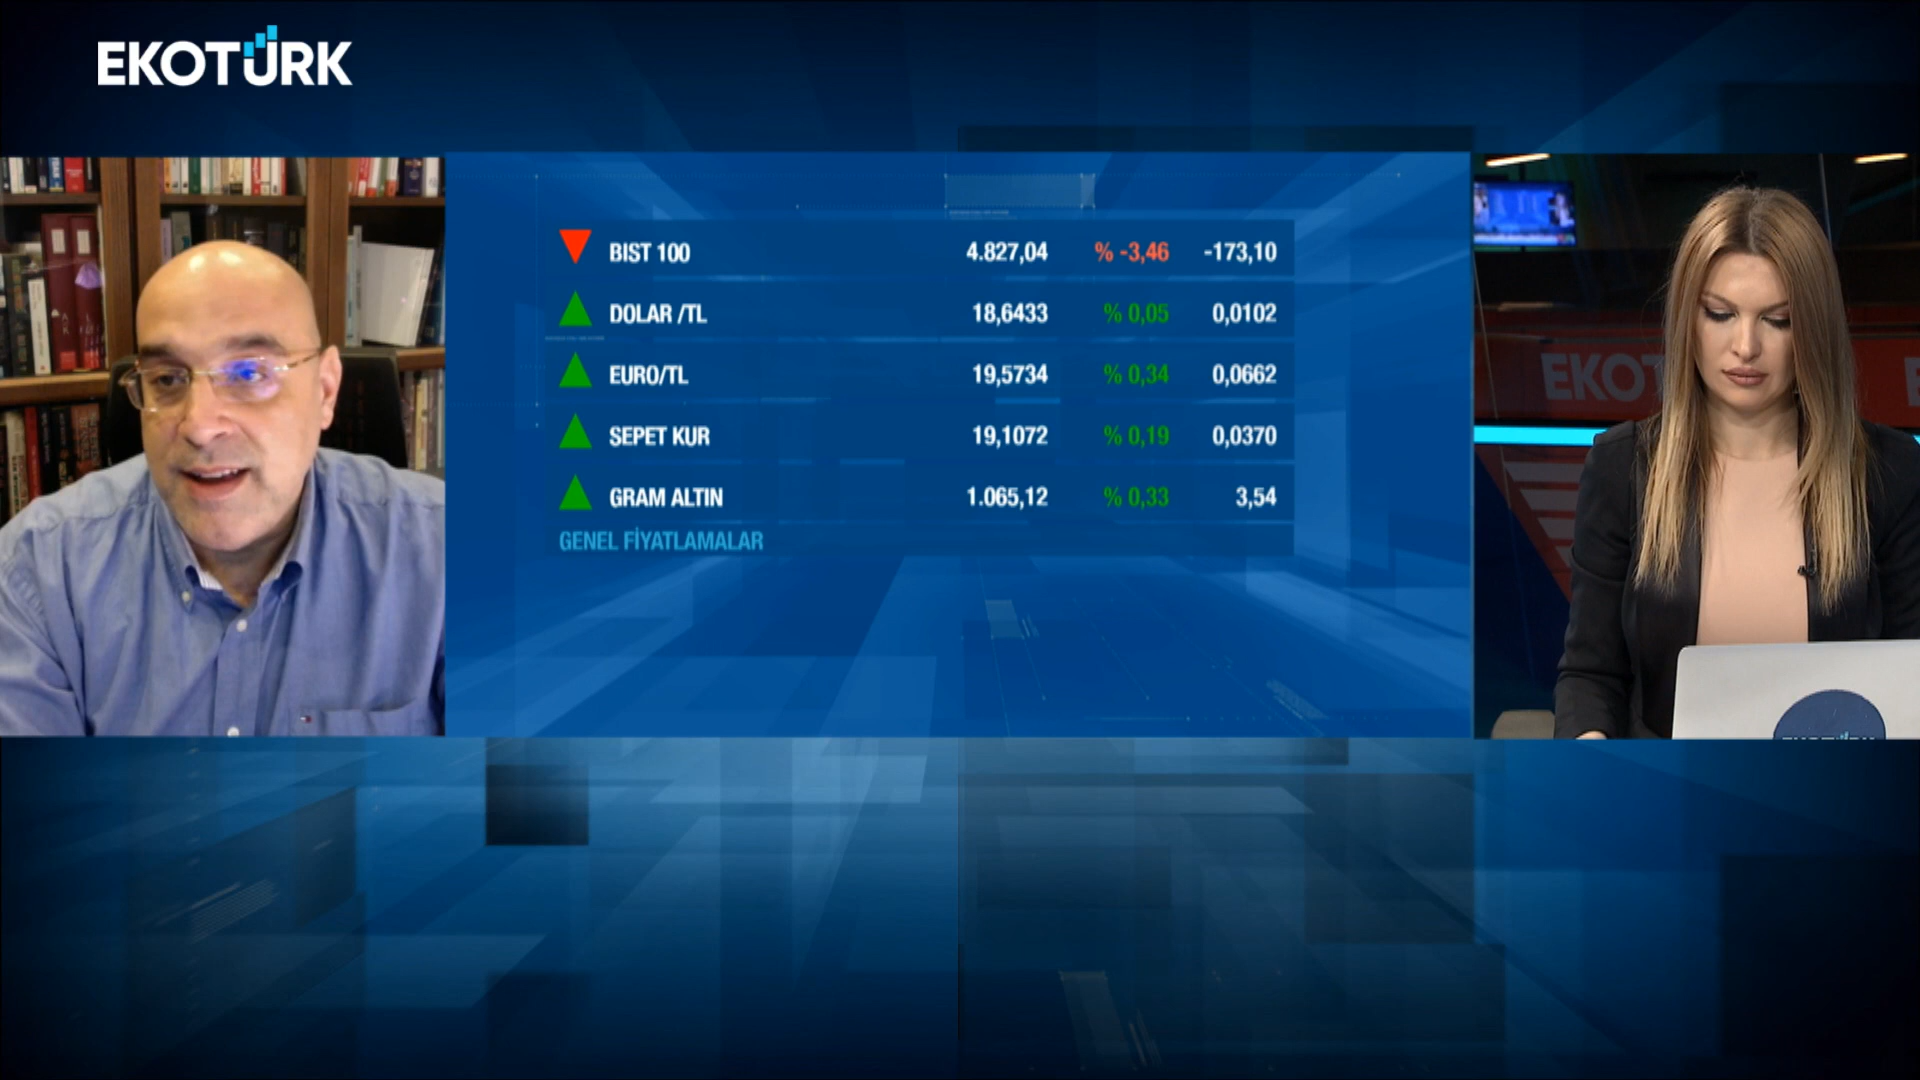 EKOTÜRK
BIST 100 4.827,04 % -3,46 -173,10
DOLAR /TL 18,6433 % 0,05 0,0102
EURO/TL 19,5734 % 0,34 0,0662
SEPET KUR 19,1072 % 0,19 0,0370
GRAM ALTIN 1.065,12 % 0,33 3,54
GENEL FİYATLAMALAR